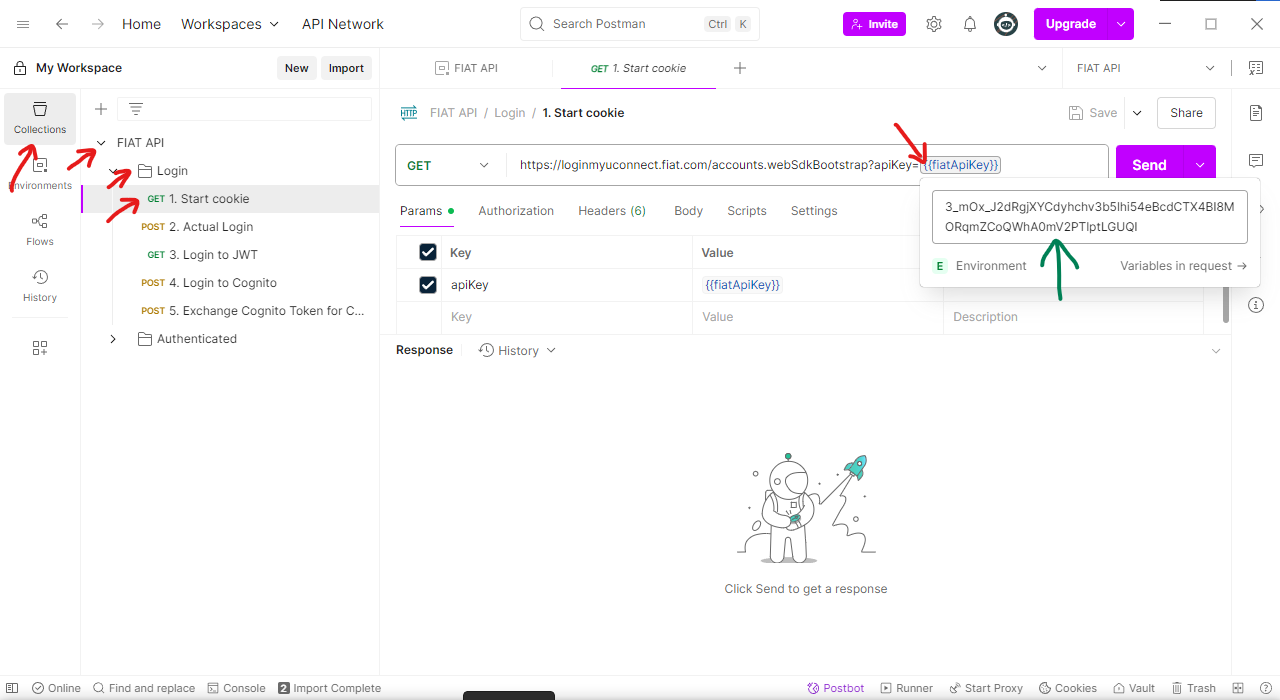 Home
Workspaces
API Network
Search Postman
Ctrl K
Invite
Upgrade
My Workspace
New
Import
FIAT API
GET 1. Start cookie
FIAT API
Collections
Environments
Flows
History
FIAT API
Login
GET 1. Start cookie
POST 2. Actual Login
GET 3. Login to JWT
POST 4. Login to Cognito
POST 5. Exchange Cognito Token for C...
Authenticated
HTTP FIAT API / Login / 1. Start cookie
Save
Share
GET
https://loginmyuconnect.fiat.com/accounts.webSdkBootstrap?apiKey={{fiatApiKey}}
Send
3_mOx_J2dRgjXYCdyhchv3b5lhi54eBcdCTX4BI8M
ORqmZCoQWhA0mV2PTlptLGUQI
E Environment
Variables in request →
Params
Authorization
Headers (6)
Body
Scripts
Settings
Key
Value
apiKey
{{fiatApiKey}}
Key
Value
Description
Response
History
Click Send to get a response
Online
Find and replace
Console
2 Import Complete
Postbot
Runner
Start Proxy
Cookies
Vault
Trash